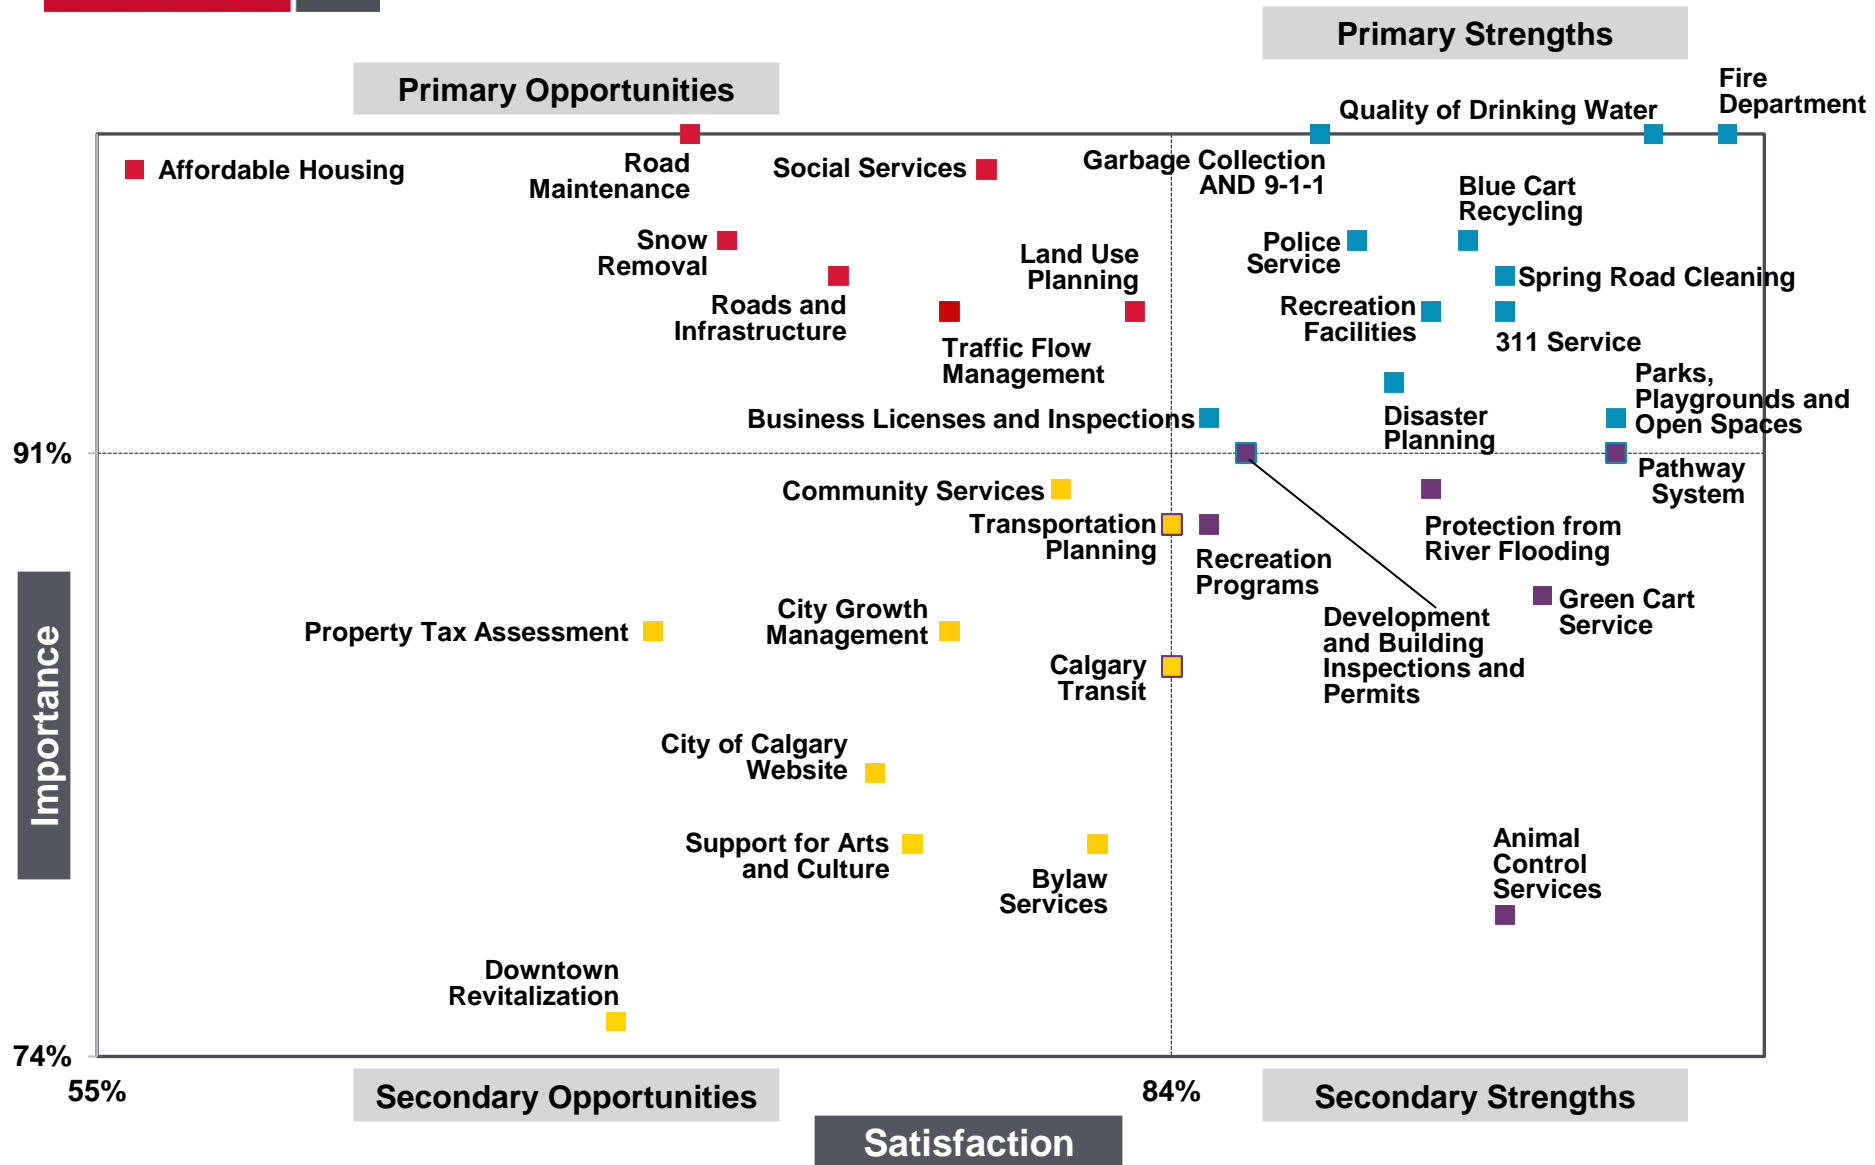 Primary Strengths
Primary Opportunities
Fire
Department
Quality of Drinking Water
Affordable Housing
Road
Maintenance
Social Services
Garbage Collection
AND 9-1-1
Blue Cart
Recycling
Snow
Removal
Land Use
Planning
Police
Service
Spring Road Cleaning
Roads and
Infrastructure
Recreation
Facilities
311 Service
Traffic Flow
Management
Parks,
Playgrounds and
Open Spaces
Business Licenses and Inspections
Disaster
Planning
91%
Pathway
System
Community Services
Transportation
Planning
Recreation
Programs
Protection from
River Flooding
Green Cart
Service
Property Tax Assessment
City Growth
Management
Development
and Building
Inspections and
Permits
Calgary
Transit
Importance
City of Calgary
Website
Support for Arts
and Culture
Bylaw
Services
Animal
Control
Services
Downtown
Revitalization
74%
55%
84%
Secondary Opportunities
Secondary Strengths
Satisfaction